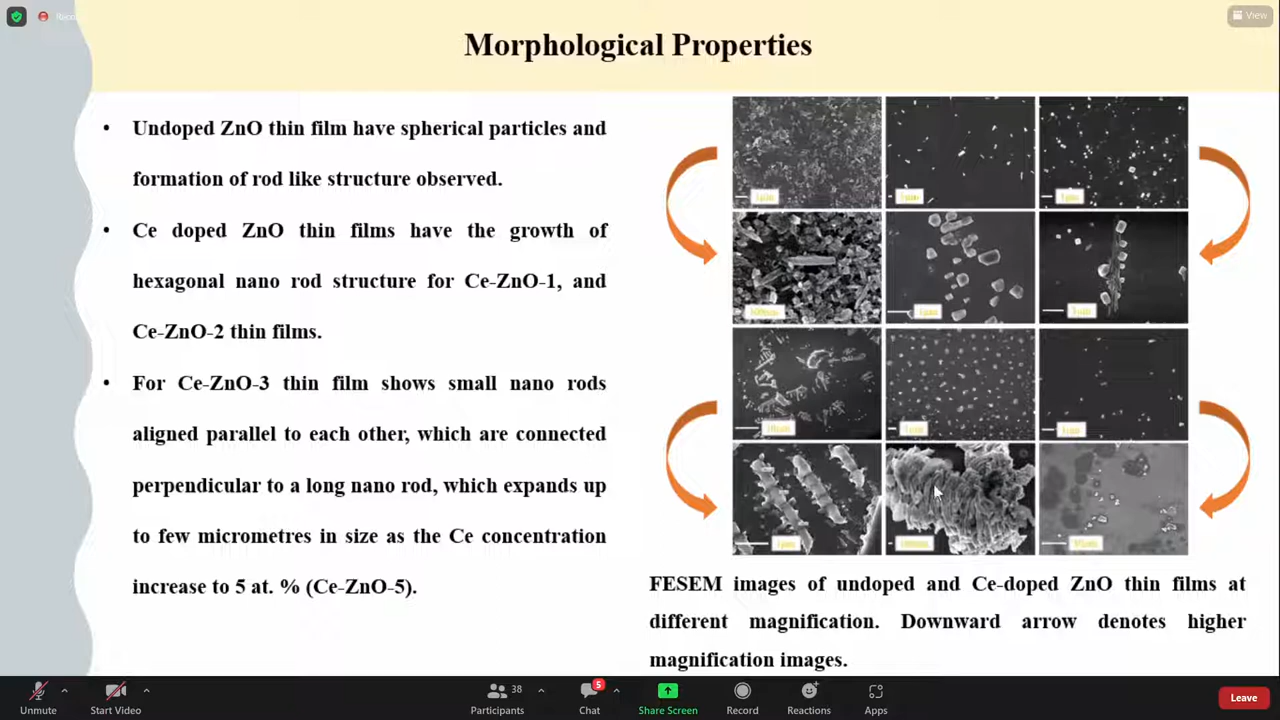 View
Morphological Properties
• Undoped ZnO thin film have spherical particles and
formation of rod like structure observed.
• Ce doped ZnO thin films have the growth of
hexagonal nano rod structure for Ce-ZnO-1, and
Ce-ZnO-2 thin films.
• For Ce-ZnO-3 thin film shows small nano rods
aligned parallel to each other, which are connected
perpendicular to a long nano rod, which expands up
to few micrometres in size as the Ce concentration
increase to 5 at. % (Ce-ZnO-5).
FESEM images of undoped and Ce-doped ZnO thin films at
different magnification. Downward arrow denotes higher
magnification images.
38
5
Unmute
Start Video
Participants
Chat
Share Screen
Record
Reactions
Apps
Leave